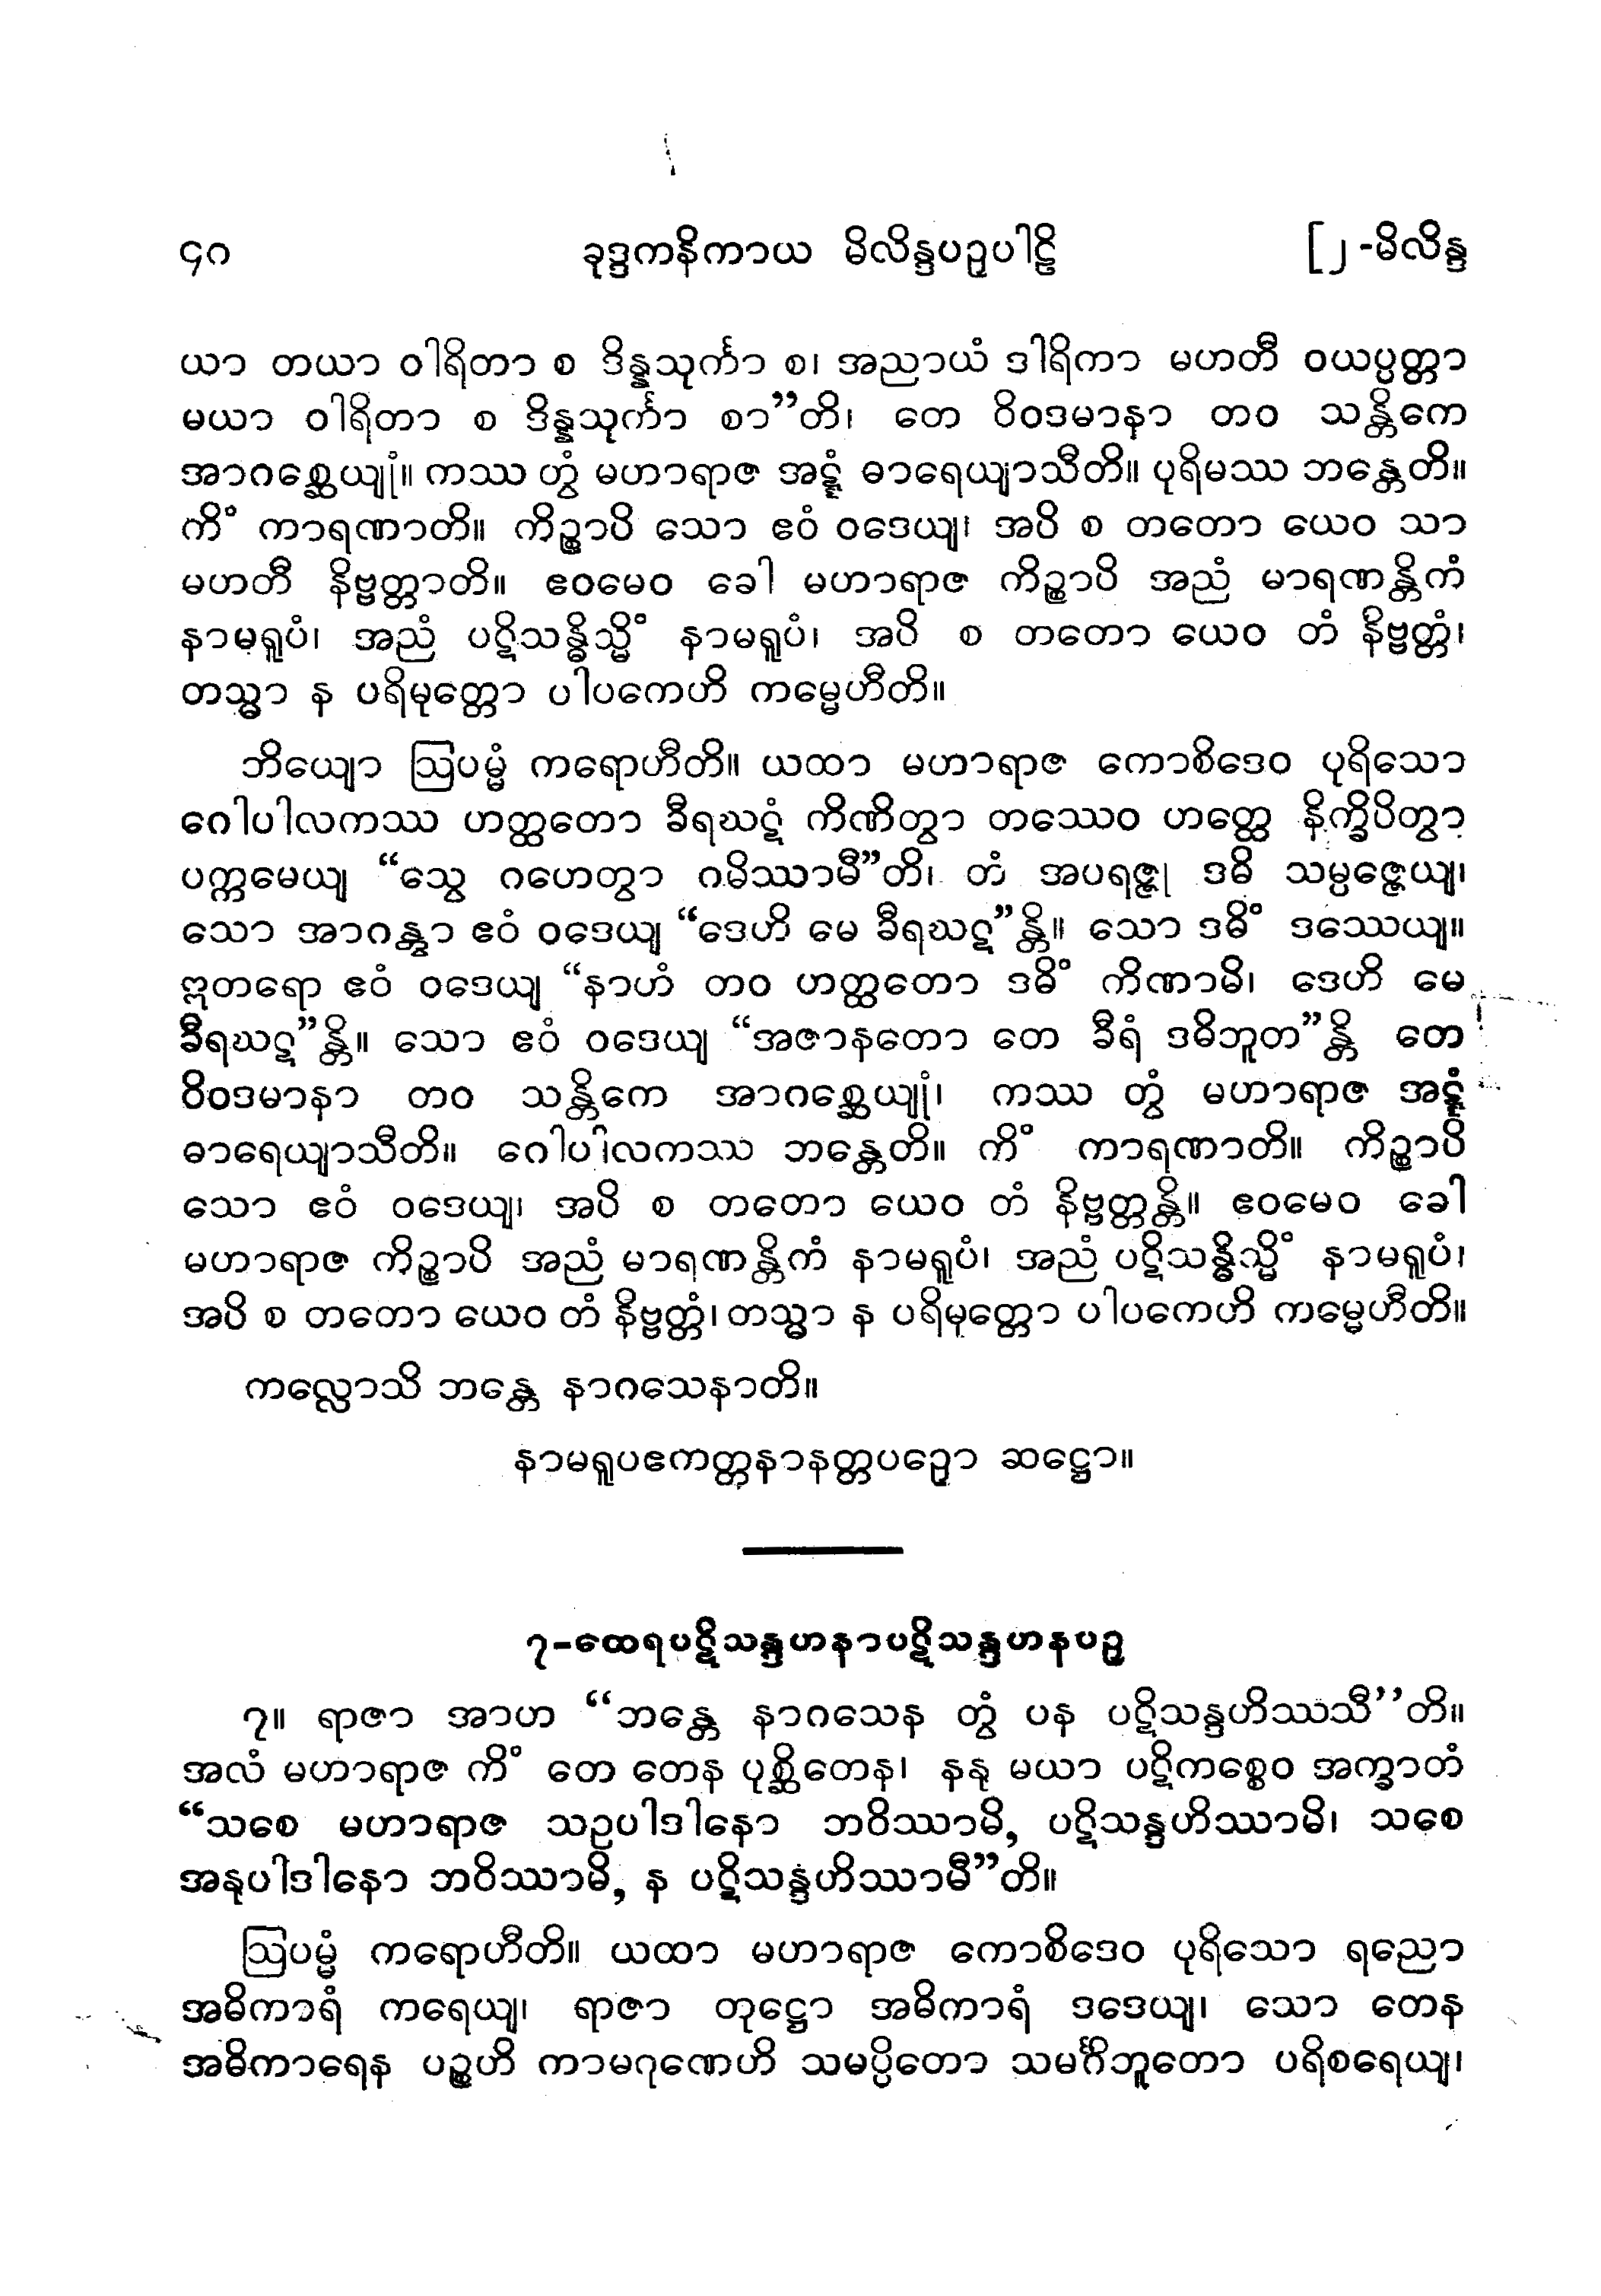 ၄၀ ခုဒ္ဒကနိကာယ မိလိန္ဒပဉှပါဠိ [၂-မိလိန္ဒ
ယာ တယာ ဝါရိတာ စ ဒိန္နသုင်္ကာ စ၊ အညာယံ ဒါရိကာ မဟတီ ဝယပ္ပတ္တာ
မယာ ဝါရိတာ စ ဒိန္နသုင်္ကာ စာ”တိ၊ တေ ဝိဝဒမာနာ တဝ သန္တိကေ
အာဂစ္ဆေယျုံ။ ကဿ တွံ မဟာရာဇ အဋ္ဋံ ဓာရေယျာသီတိ။ ပုရိမဿ ဘန္တေတိ။
ကိံ ကာရဏာတိ။ ကိဉ္စာပိ သော ဧဝံ ဝဒေယျ၊ အပိ စ တတော ယေဝ သာ
မဟတီ နိဗ္ဗတ္တာတိ။ ဧဝမေဝ ခေါ မဟာရာဇ ကိဉ္စာပိ အညံ မာရဏန္တိကံ
နာမရူပံ၊ အညံ ပဋိသန္ဓိသ္မိံ နာမရူပံ၊ အပိ စ တတော ယေဝ တံ နိဗ္ဗတ္တံ၊
တသ္မာ န ပရိမုတ္တော ပါပကေဟိ ကမ္မေဟီတိ။
ဘိယျော ဩပမ္မံ ကရောဟီတိ။ ယထာ မဟာရာဇ ကောစိဒေဝ ပုရိသော
ဂေါပါလကဿ ဟတ္ထတော ခီရဃဋံ ကိဏိတွာ တဿေဝ ဟတ္ထေ နိက္ခိပိတွာ
ပက္ကမေယျ “သွေ ဂဟေတွာ ဂမိဿာမီ”တိ၊ တံ အပရဇ္ဇု ဒဓိ သမ္ပဇ္ဇေယျ၊
သော အာဂန္တွာ ဧဝံ ဝဒေယျ “ဒေဟိ မေ ခီရဃဋ”န္တိ။ သော ဒဓိံ ဒဿေယျ။
ဣတရော ဧဝံ ဝဒေယျ “နာဟံ တဝ ဟတ္ထတော ဒဓိံ ကိဏာမိ၊ ဒေဟိ မေ
ခီရဃဋ”န္တိ။ သော ဧဝံ ဝဒေယျ “အဇာနတော တေ ခီရံ ဒဓိဘူတ”န္တိ တေ
ဝိဝဒမာနာ တဝ သန္တိကေ အာဂစ္ဆေယျုံ၊ ကဿ တွံ မဟာရာဇ အဋ္ဋံ
ဓာရေယျာသီတိ။ ဂေါပါလကဿ ဘန္တေတိ။ ကိံ ကာရဏာတိ။ ကိဉ္စာပိ
သော ဧဝံ ဝဒေယျ၊ အပိ စ တတော ယေဝ တံ နိဗ္ဗတ္တန္တိ။ ဧဝမေဝ ခေါ
မဟာရာဇ ကိဉ္စာပိ အညံ မာရဏန္တိကံ နာမရူပံ၊ အညံ ပဋိသန္ဓိသ္မိံ နာမရူပံ၊
အပိ စ တတော ယေဝ တံ နိဗ္ဗတ္တံ၊ တသ္မာ န ပရိမုတ္တော ပါပကေဟိ ကမ္မေဟီတိ။
ကလ္လောသိ ဘန္တေ နာဂသေနာတိ။
နာမရူပဧကတ္တနာနတ္တပဉှော ဆဋ္ဌော။
၇-ထေရပဋိသန္ဒဟနာပဋိသန္ဒဟနပဉှ
၇။ ရာဇာ အာဟ “ဘန္တေ နာဂသေန တွံ ပန ပဋိသန္ဒဟိဿသီ”တိ။
အလံ မဟာရာဇ ကိံ တေ တေန ပုစ္ဆိတေန၊ နနု မယာ ပဋိကစ္စေဝ အက္ခာတံ
“သစေ မဟာရာဇ သဥပါဒါနော ဘဝိဿာမိ, ပဋိသန္ဒဟိဿာမိ၊ သစေ
အနုပါဒါနော ဘဝိဿာမိ, န ပဋိသန္ဒဟိဿာမီ”တိ။
ဩပမ္မံ ကရောဟီတိ။ ယထာ မဟာရာဇ ကောစိဒေဝ ပုရိသော ရညော
အဓိကာရံ ကရေယျ၊ ရာဇာ တုဋ္ဌော အဓိကာရံ ဒဒေယျ၊ သော တေန
အဓိကာရေန ပဉ္စဟိ ကာမဂုဏေဟိ သမပ္ပိတော သမင်္ဂိဘူတော ပရိစရေယျ၊